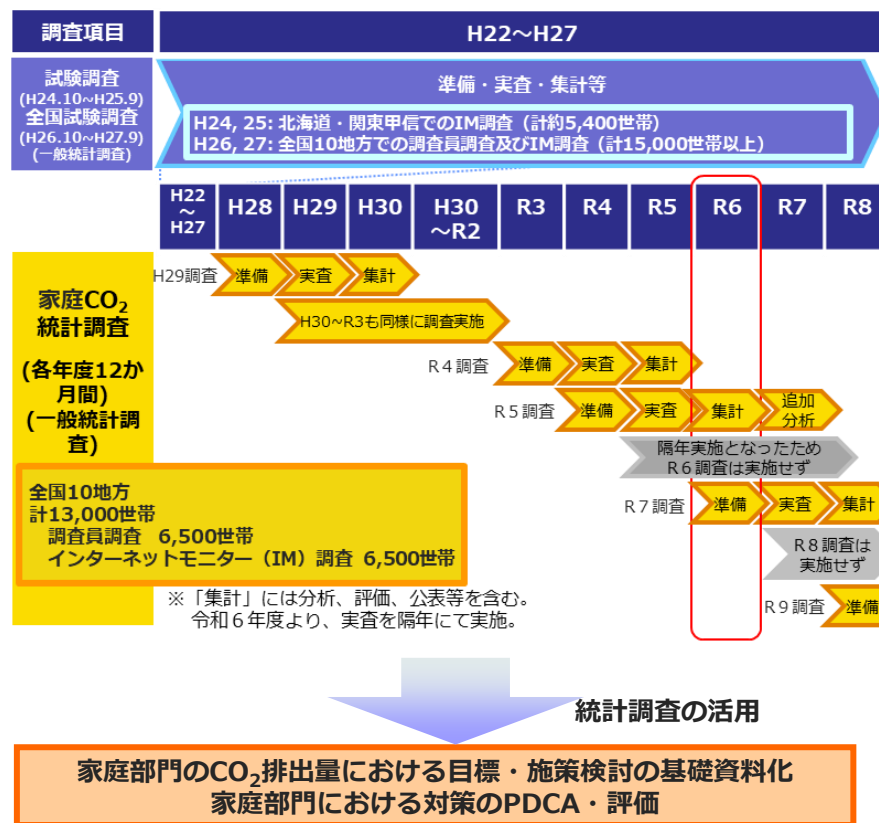 調査項目
H22～H27
試験調査
(H24.10~H25.9)
全国試験調査
(H26.10~H27.9)
(一般統計調査)
準備・実査・集計等
H24, 25: 北海道・関東甲信でのIM調査（計約5,400世帯）
H26, 27: 全国10地方での調査員調査及びIM調査（計15,000世帯以上）
H22
～
H27
H28
H29
H30
H30
～R2
R3
R4
R5
R6
R7
R8
家庭CO₂
統計調査
(各年度12か
月間)
(一般統計調
査)
H29調査
準備
実査
集計
H30~R3も同様に調査実施
R４調査
準備
実査
集計
R５調査
準備
実査
集計
追加
分析
隔年実施となったため
R６調査は実施せず
R７調査
準備
実査
集計
R８調査は
実施せず
R９調査
準備
全国10地方
計13,000世帯
調査員調査 6,500世帯
インターネットモニター（IM）調査 6,500世帯
※「集計」には分析、評価、公表等を含む。
令和６年度より、実査を隔年にて実施。
統計調査の活用
家庭部門のCO₂排出量における目標・施策検討の基礎資料化
家庭部門における対策のPDCA・評価